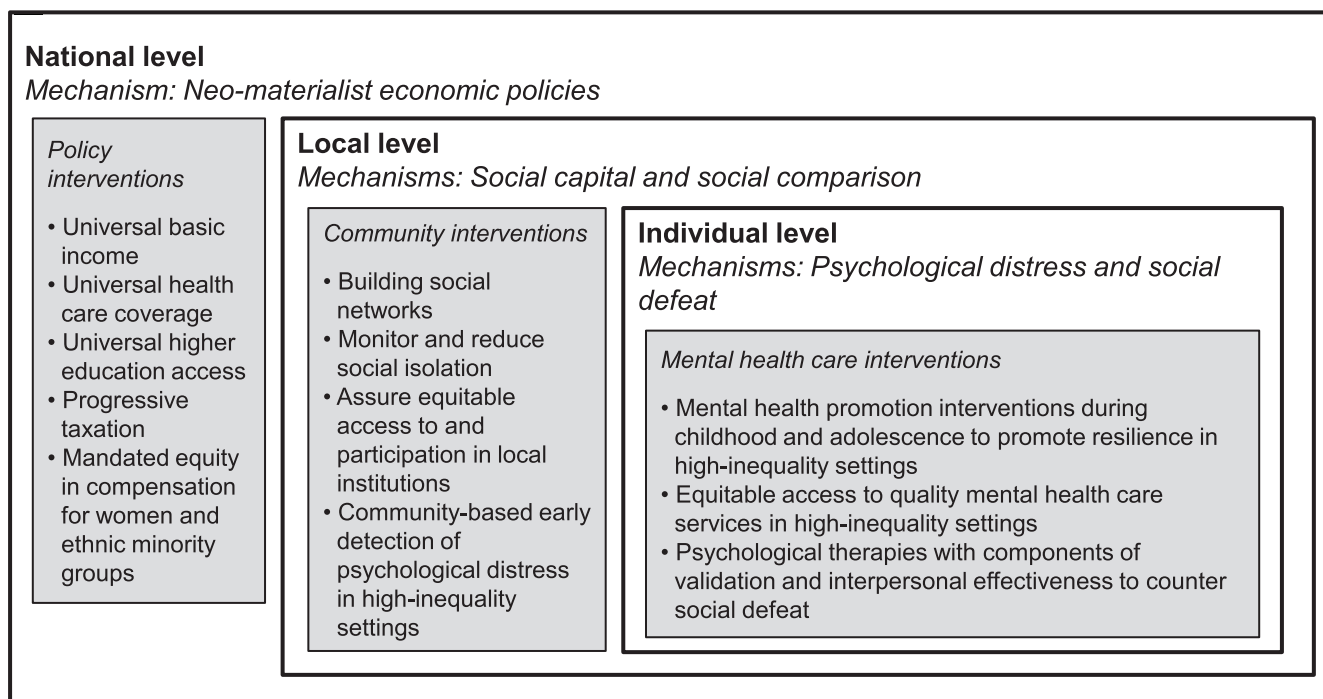 National level
Mechanism: Neo-materialist economic policies
Policy
interventions
• Universal basic
income
• Universal health
care coverage
• Universal higher
education access
• Progressive
taxation
• Mandated equity
in compensation
for women and
ethnic minority
groups
Local level
Mechanisms: Social capital and social comparison
Community interventions
• Building social
networks
• Monitor and reduce
social isolation
• Assure equitable
access to and
participation in local
institutions
• Community-based early
detection of
psychological distress
in high-inequality
settings
Individual level
Mechanisms: Psychological distress and social
defeat
Mental health care interventions
• Mental health promotion interventions during
childhood and adolescence to promote resilience in
high-inequality settings
• Equitable access to quality mental health care
services in high-inequality settings
• Psychological therapies with components of
validation and interpersonal effectiveness to counter
social defeat